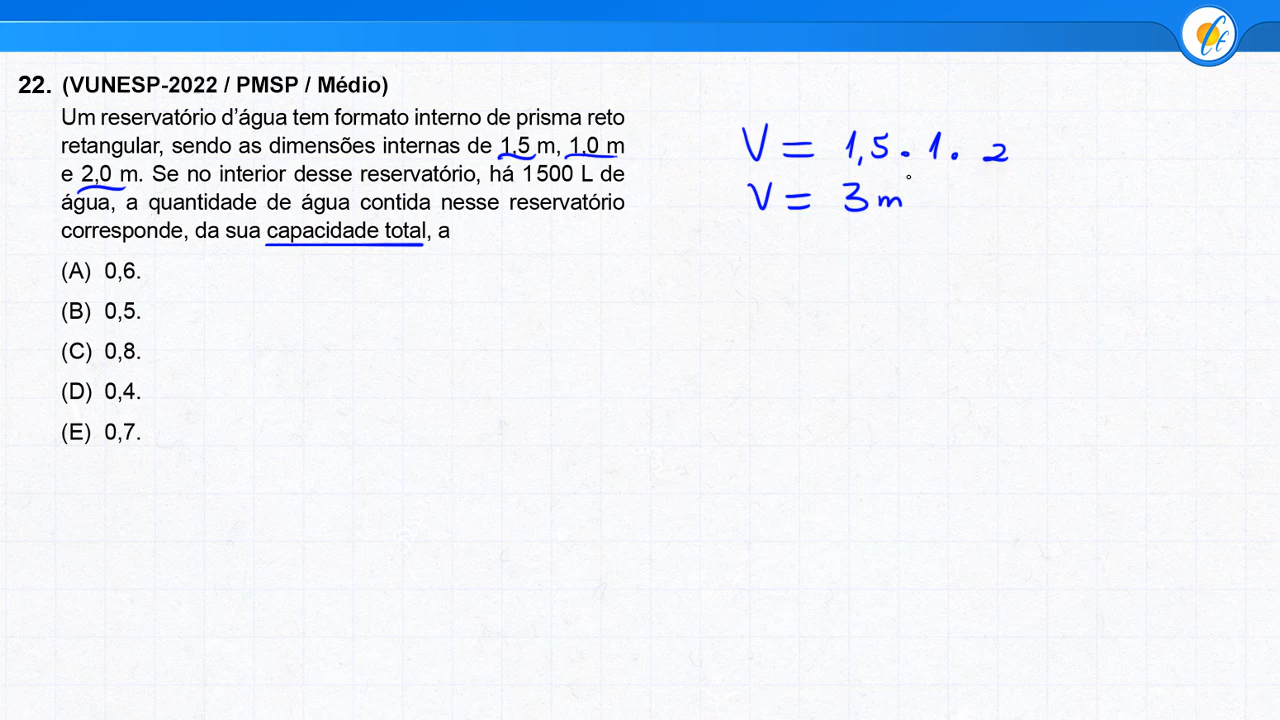 22. (VUNESP-2022 / PMSP / Médio)
Um reservatório d'água tem formato interno de prisma reto
retangular, sendo as dimensões internas de 1,5 m, 1,0 m
e 2,0 m. Se no interior desse reservatório, há 1500 L de
água, a quantidade de água contida nesse reservatório
corresponde, da sua capacidade total, a
(A) 0,6.
(B) 0,5.
(C) 0,8.
(D) 0,4.
(E) 0,7.
V = 1,5 . 1 . 2
V = 3 m